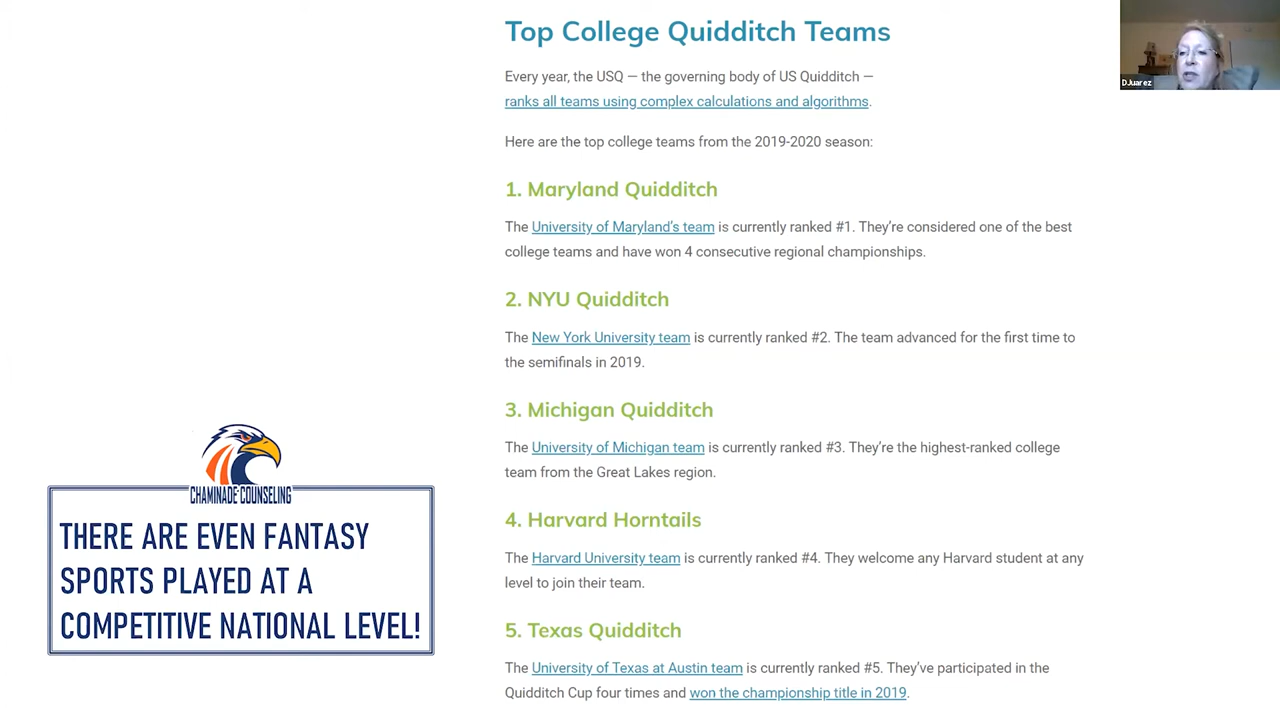 Top College Quidditch Teams
Every year, the USQ — the governing body of US Quidditch —
ranks all teams using complex calculations and algorithms.
Here are the top college teams from the 2019-2020 season:
1. Maryland Quidditch
The University of Maryland's team is currently ranked #1. They're considered one of the best
college teams and have won 4 consecutive regional championships.
2. NYU Quidditch
The New York University team is currently ranked #2. The team advanced for the first time to
the semifinals in 2019.
3. Michigan Quidditch
The University of Michigan team is currently ranked #3. They're the highest-ranked college
team from the Great Lakes region.
4. Harvard Horntails
The Harvard University team is currently ranked #4. They welcome any Harvard student at any
level to join their team.
5. Texas Quidditch
The University of Texas at Austin team is currently ranked #5. They've participated in the
Quidditch Cup four times and won the championship title in 2019.
CHAMINADE COUNSELING
THERE ARE EVEN FANTASY
SPORTS PLAYED AT A
COMPETITIVE NATIONAL LEVEL!
DJuarez